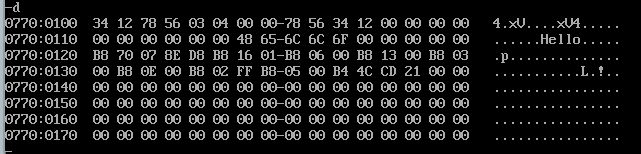 -d
0770:0100 34 12 78 56 03 04 00 00-78 56 34 12 00 00 00 00 4.xV....xV4.....
0770:0110 00 00 00 00 00 00 48 65-6C 6C 6F 00 00 00 00 00 ......Hello.....
0770:0120 B8 70 07 8E D8 B8 16 01-B8 06 00 B8 13 00 B8 03 .p..............
0770:0130 00 B8 0E 00 B8 02 FF B8-05 00 B4 4C CD 21 00 00 ...........L.!..
0770:0140 00 00 00 00 00 00 00 00-00 00 00 00 00 00 00 00 ................
0770:0150 00 00 00 00 00 00 00 00-00 00 00 00 00 00 00 00 ................
0770:0160 00 00 00 00 00 00 00 00-00 00 00 00 00 00 00 00 ................
0770:0170 00 00 00 00 00 00 00 00-00 00 00 00 00 00 00 00 ................
-